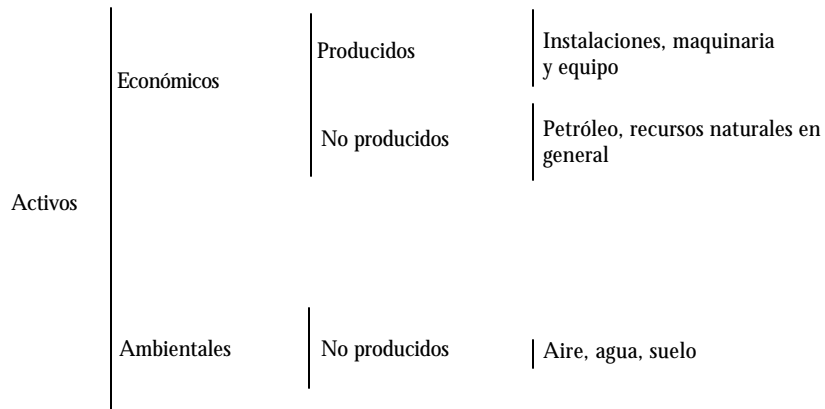 Activos
Económicos
Producidos
Instalaciones, maquinaria
y equipo
No producidos
Petróleo, recursos naturales en
general
Ambientales
No producidos
Aire, agua, suelo